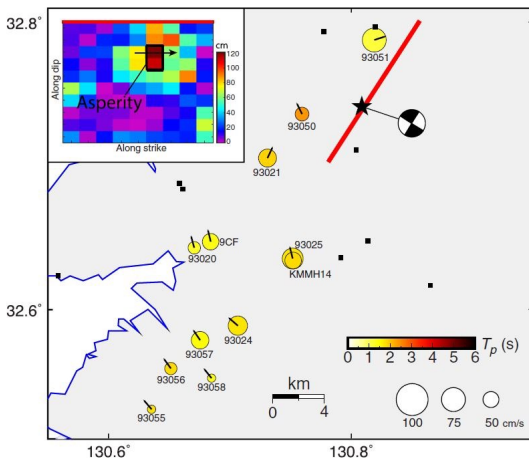 32.8°
cm
120
100
80
60
40
20
0
Along dip
Asperity
Along strike
93051
93050
93021
9CF
93020
93025
KMMH14
32.6°
93024
93057
93056
93058
93055
Tp (s)
0 1 2 3 4 5 6
km
0 4
100 75 50 cm/s
130.6° 130.8°